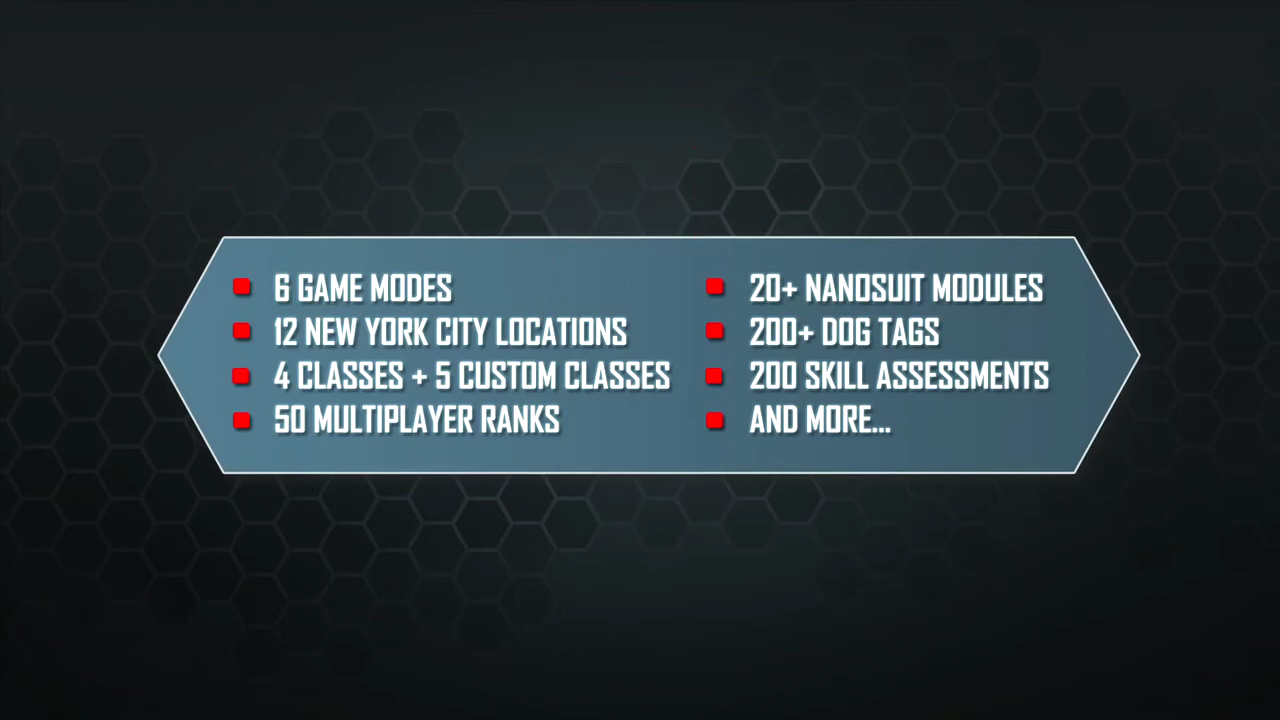 6 GAME MODES
12 NEW YORK CITY LOCATIONS
4 CLASSES + 5 CUSTOM CLASSES
50 MULTIPLAYER RANKS
20+ NANOSUIT MODULES
200+ DOG TAGS
200 SKILL ASSESSMENTS
AND MORE...